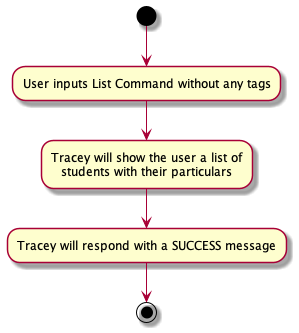 User inputs List Command without any tags
Tracey will show the user a list of
students with their particulars
Tracey will respond with a SUCCESS message